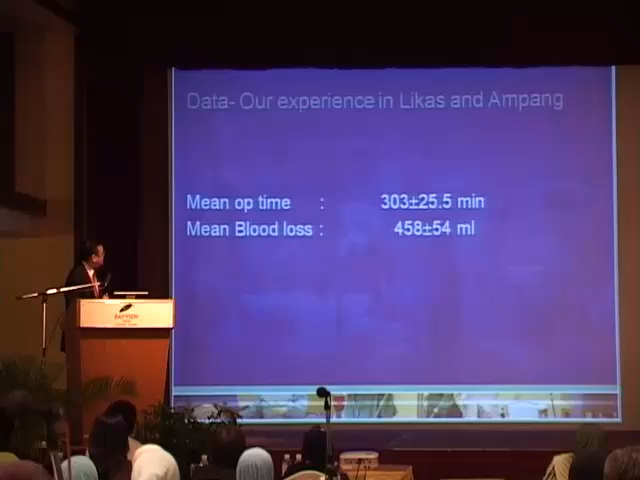 Data- Our experience in Likas and Ampang
Mean op time : 303±25.5 min
Mean Blood loss : 458±54 ml
BAYVIEW